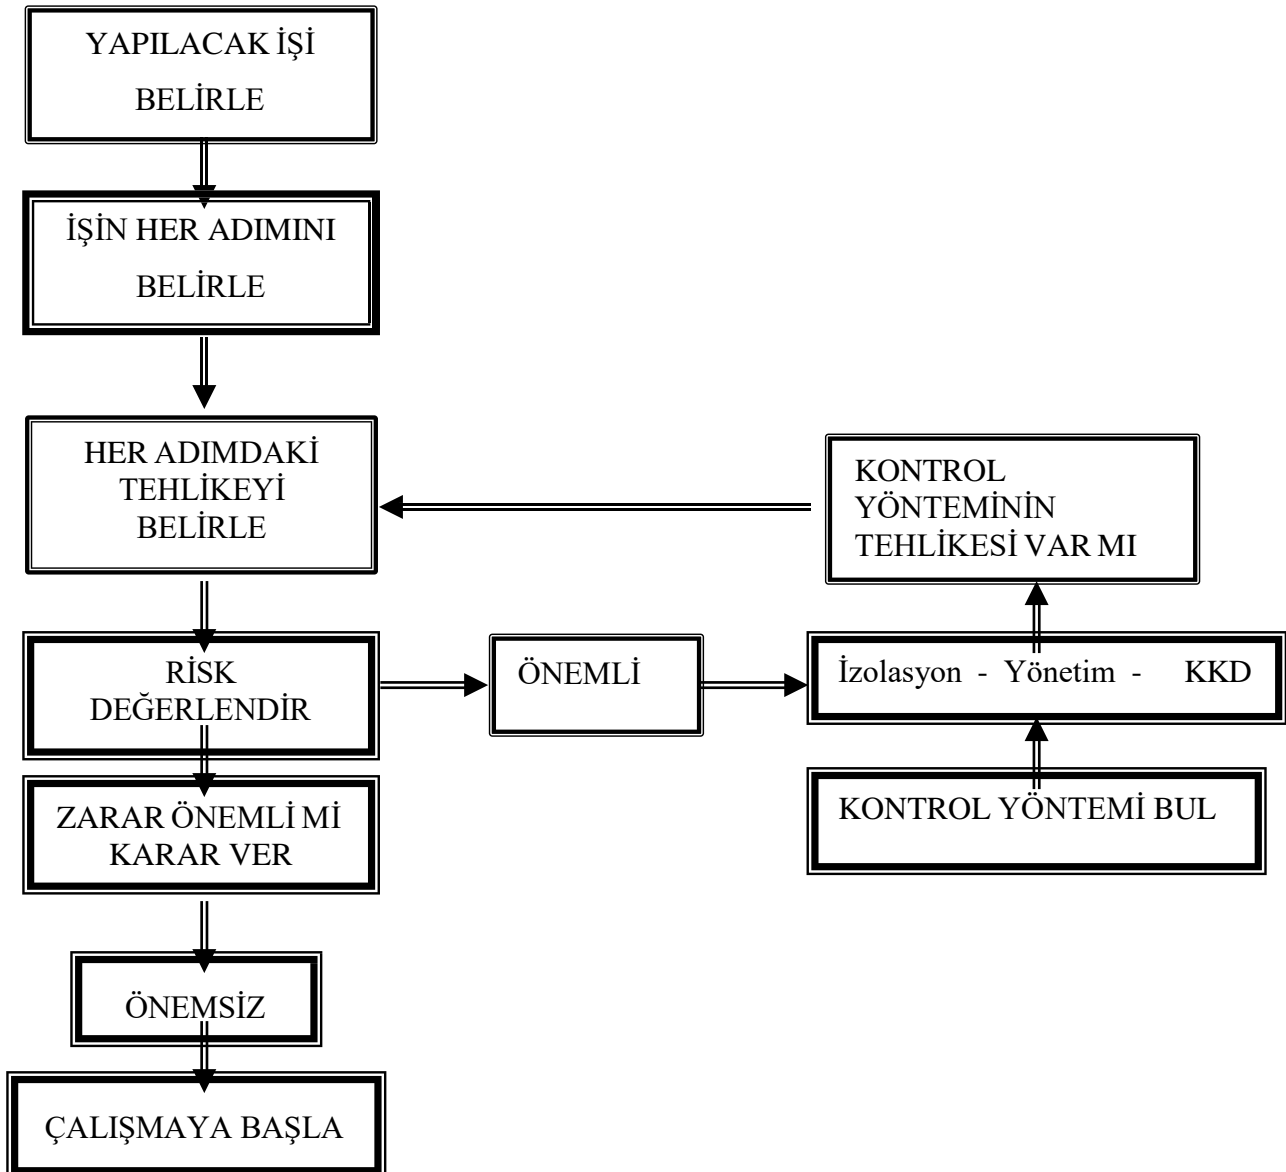 YAPILACAK İŞİ
BELİRLE
İŞİN HER ADIMINI
BELİRLE
HER ADIMDAKİ
TEHLİKEYİ
BELİRLE
KONTROL
YÖNTEMİNİN
TEHLİKESİ VAR MI
RİSK
DEĞERLENDİR
ÖNEMLİ
İzolasyon - Yönetim - KKD
ZARAR ÖNEMLİ Mİ
KARAR VER
KONTROL YÖNTEMİ BUL
ÖNEMSİZ
ÇALIŞMAYA BAŞLA